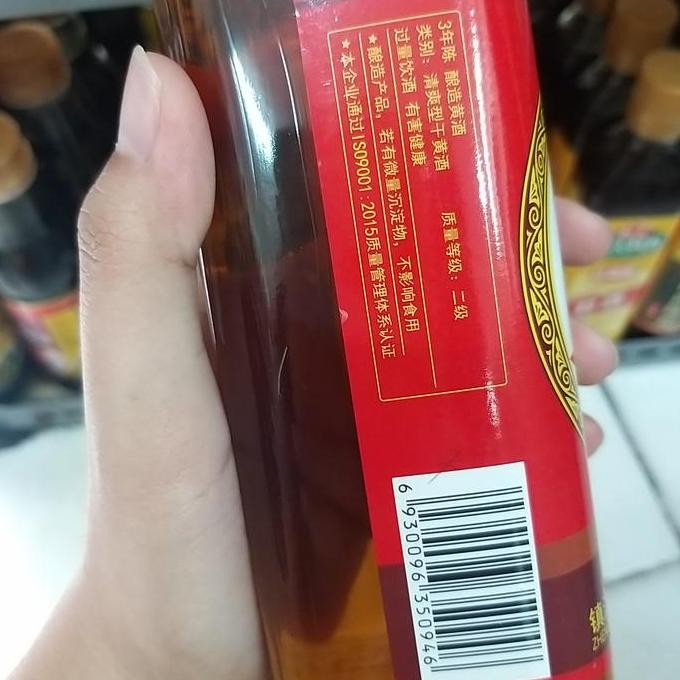 3年陈 酿造黄酒
类别：清爽型干黄酒 质量等级：二级
过量饮酒 有害健康
★酿造产品，若有微量沉淀物，不影响食用
★本企业通过ISO9001:2015质量管理体系认证
6 930096 350946
镇